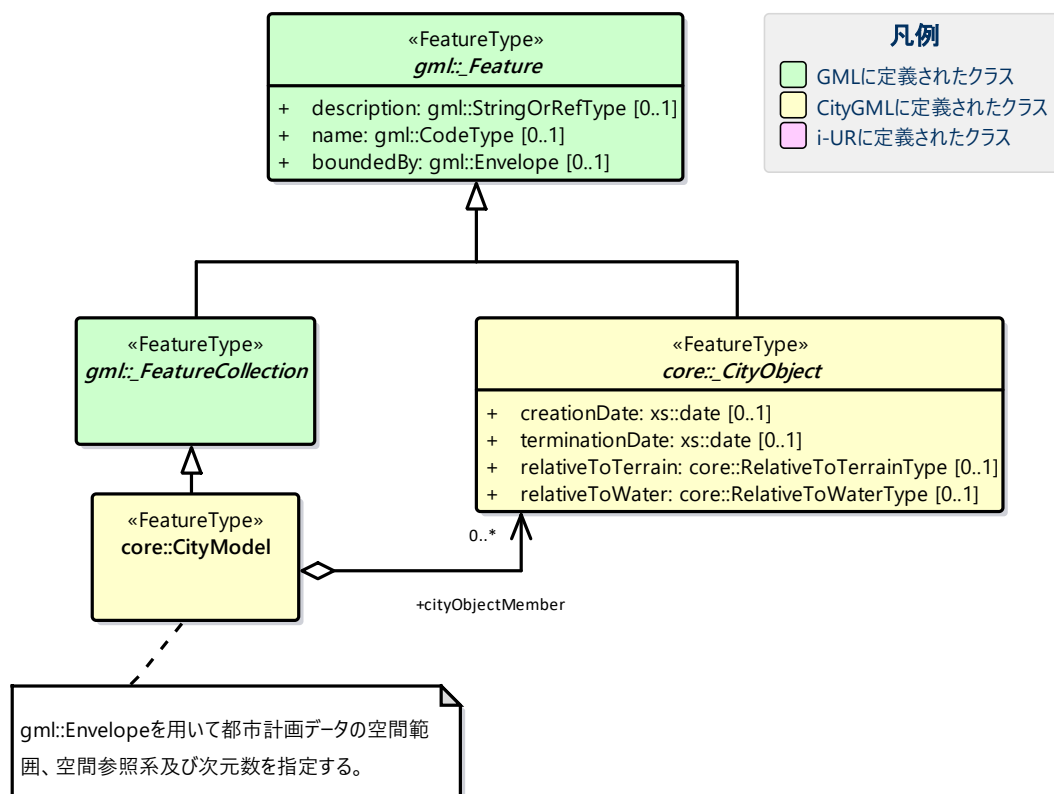 «FeatureType»
gml::_Feature
+ description: gml::StringOrRefType [0..1]
+ name: gml::CodeType [0..1]
+ boundedBy: gml::Envelope [0..1]
凡例
GMLに定義されたクラス
CityGMLに定義されたクラス
i-URに定義されたクラス
«FeatureType»
gml::_FeatureCollection
«FeatureType»
core::_CityObject
+ creationDate: xs::date [0..1]
+ terminationDate: xs::date [0..1]
+ relativeToTerrain: core::RelativeToTerrainType [0..1]
+ relativeToWater: core::RelativeToWaterType [0..1]
«FeatureType»
core::CityModel
0..*
+cityObjectMember
gml::Envelopeを用いて都市計画データの空間範
囲、空間参照系及び次元数を指定する。